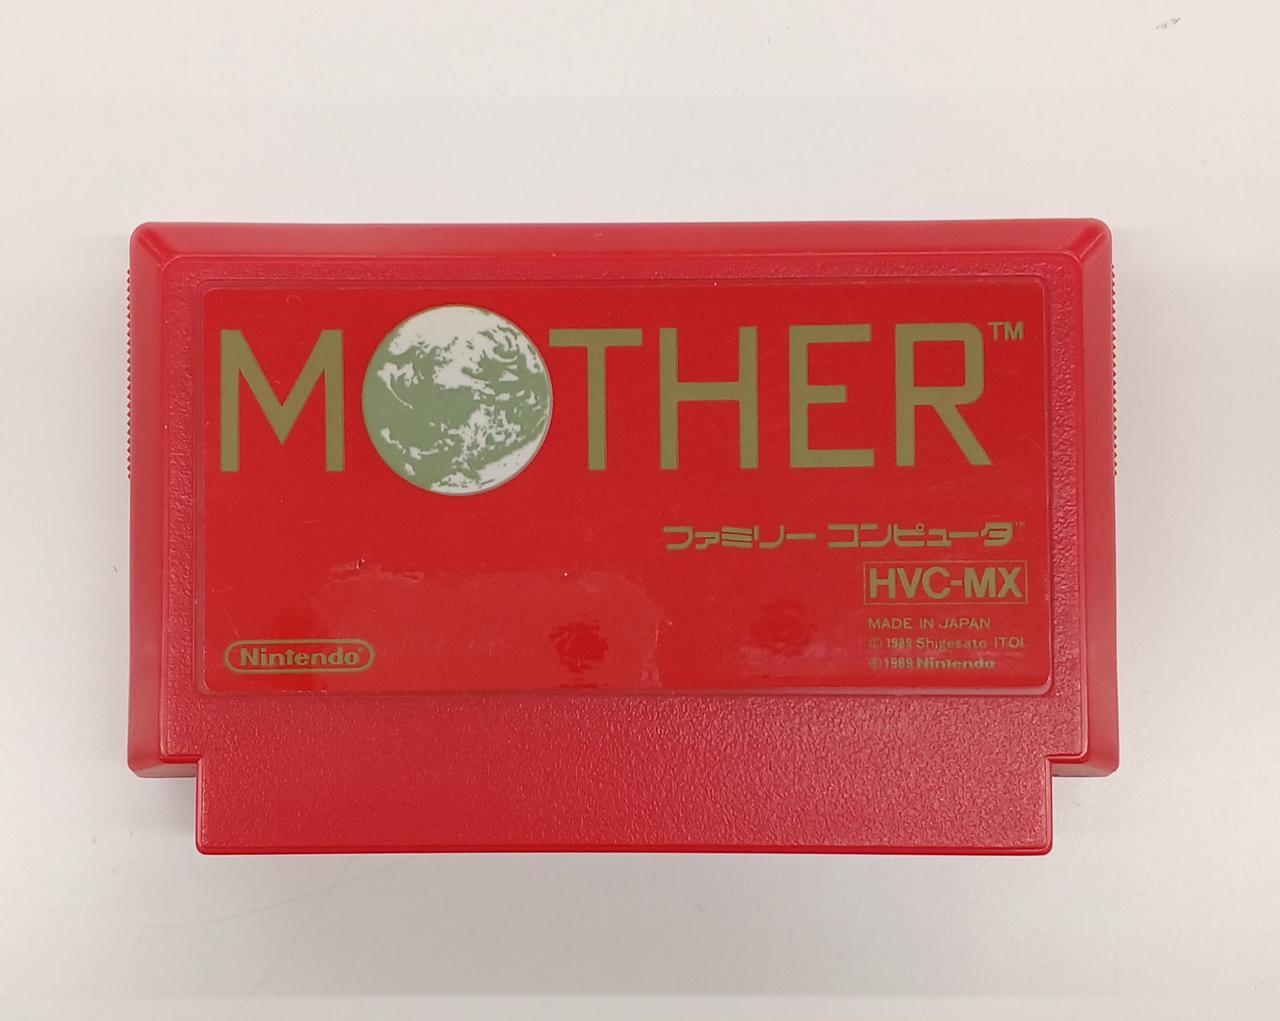 MOTHER™
ファミリー コンピュータ™
HVC-MX
MADE IN JAPAN
© 1989 Shigesato ITOI
© 1989 Nintendo
Nintendo®